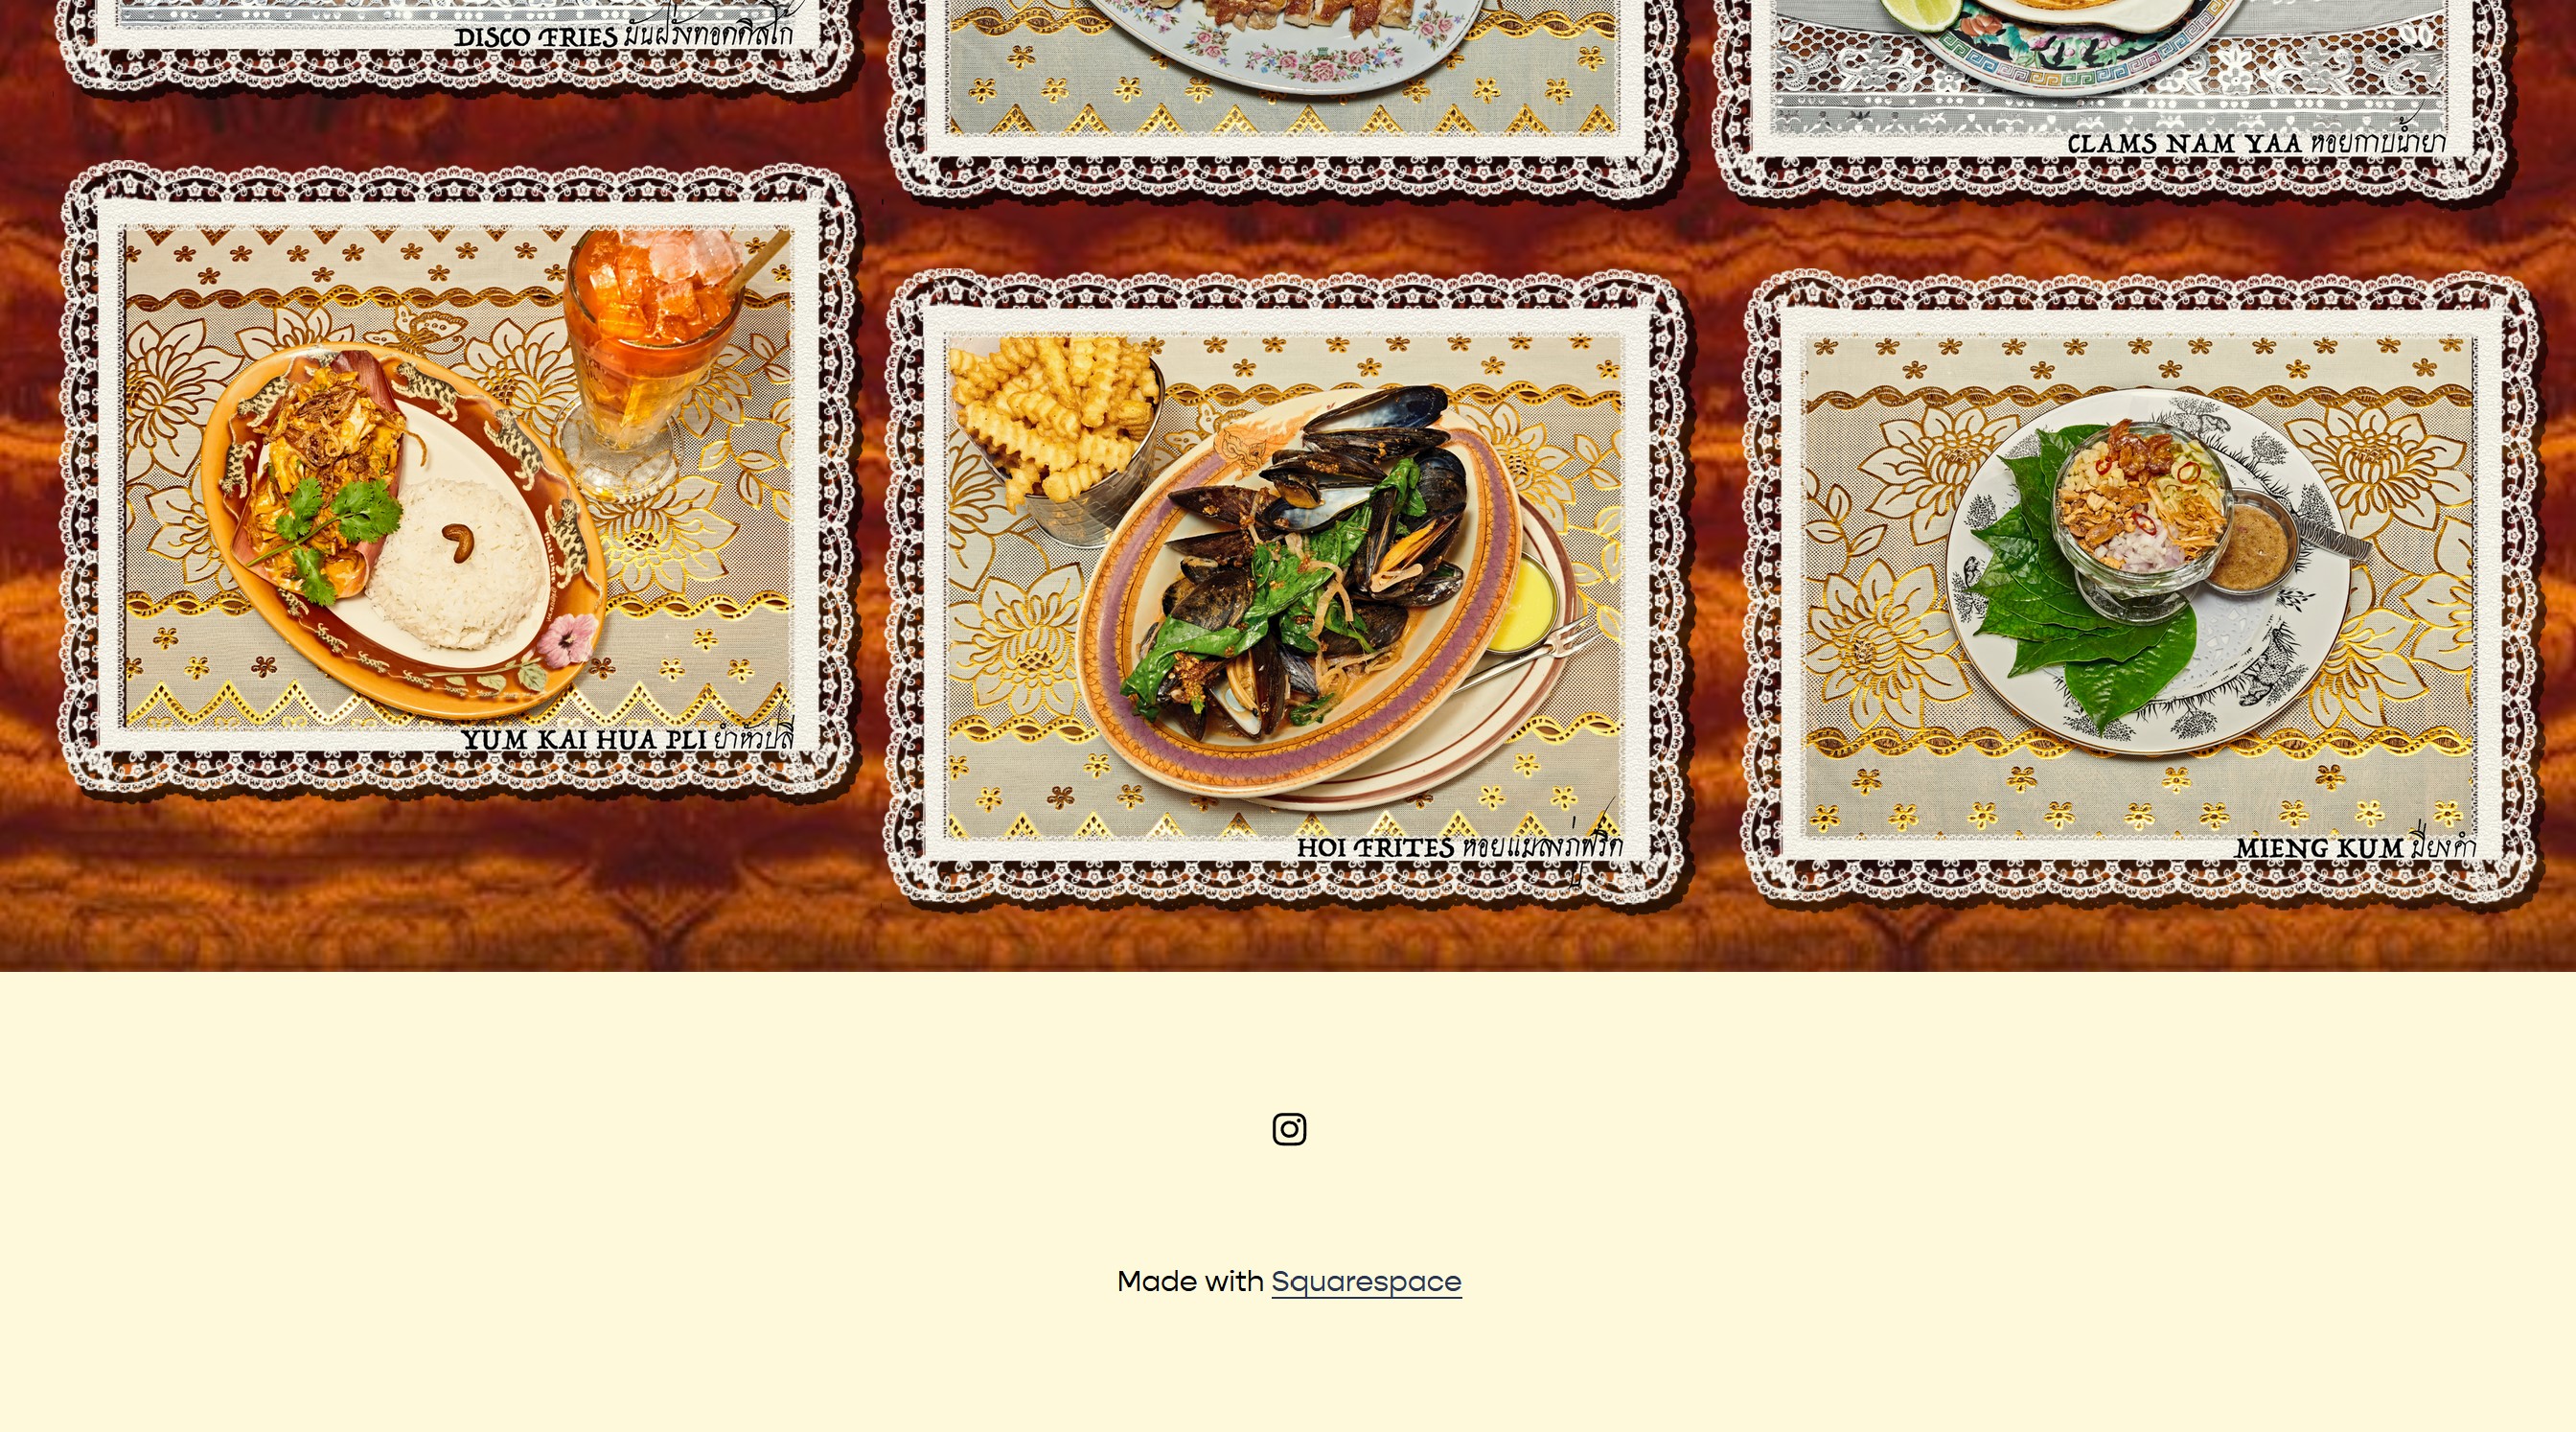 DISCO FRIES มันฝรั่งทอดดิสโก้
CLAMS NAM YAA หอยกาบน้ำยา
YUM KAI HUA PLI ยำหัวปลี
HOI FRITES หอยแมลงภู่ฟริต
MIENG KUM เมี่ยงคำ
Made with Squarespace